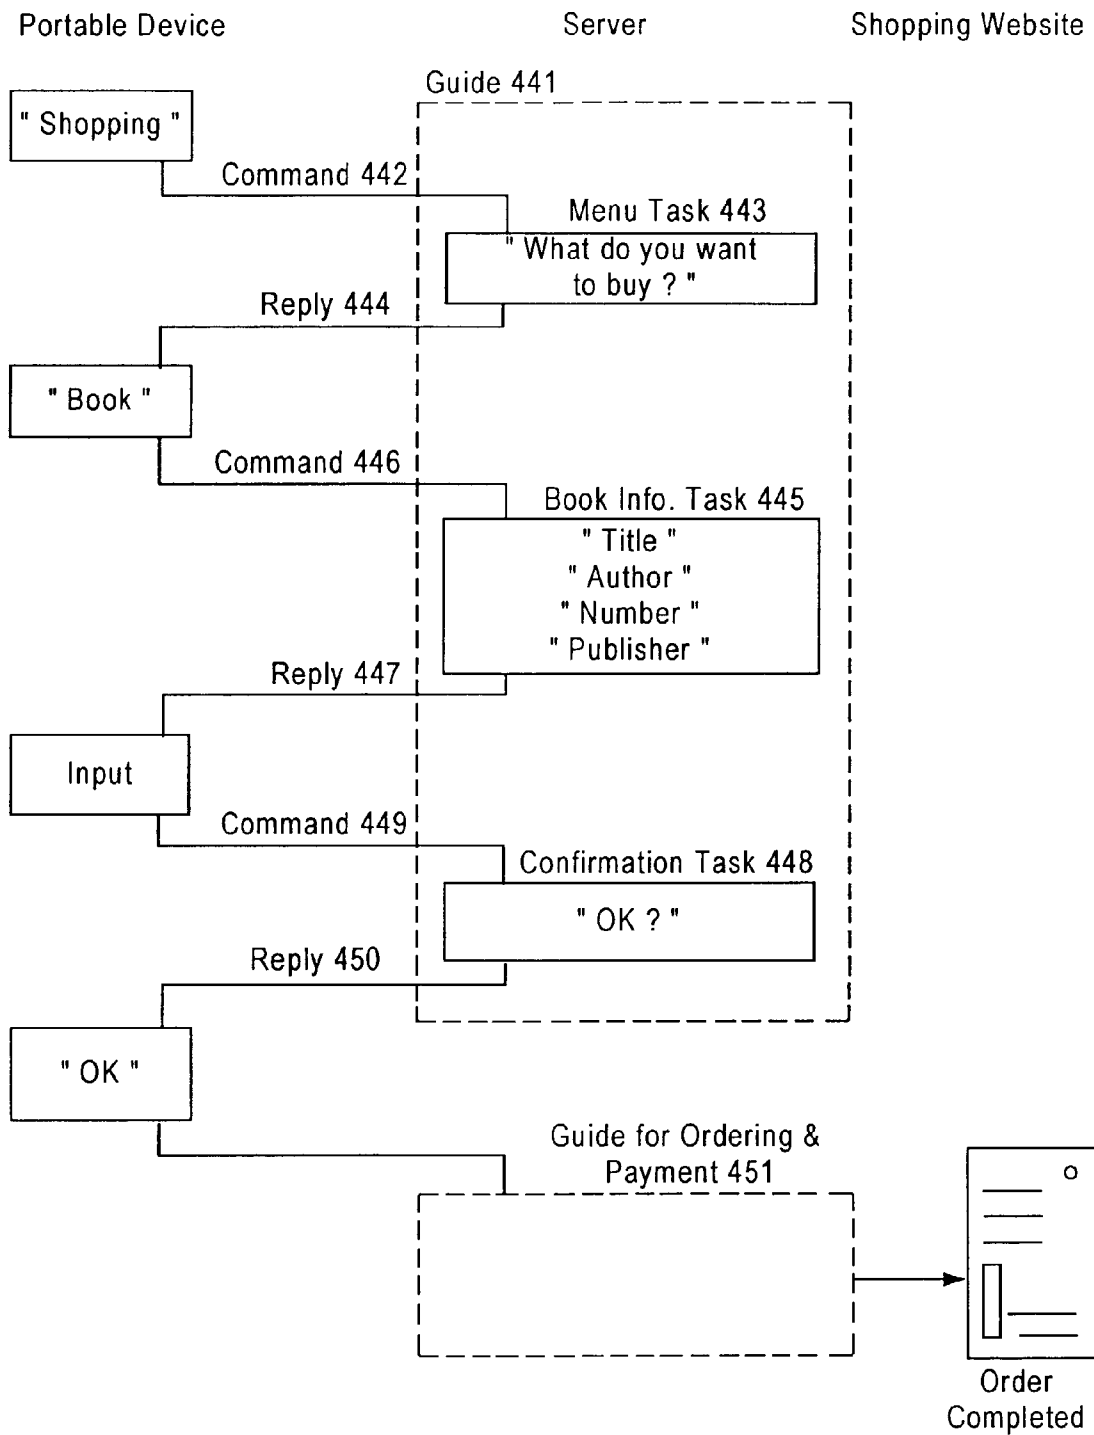 Portable Device
Server
Shopping Website
Guide 441
" Shopping "
Command 442
Menu Task 443
" What do you want
to buy ? "
Reply 444
" Book "
Command 446
Book Info. Task 445
" Title "
" Author "
" Number "
" Publisher "
Reply 447
Input
Command 449
Confirmation Task 448
" OK ? "
Reply 450
" OK "
Guide for Ordering &
Payment 451
Order
Completed